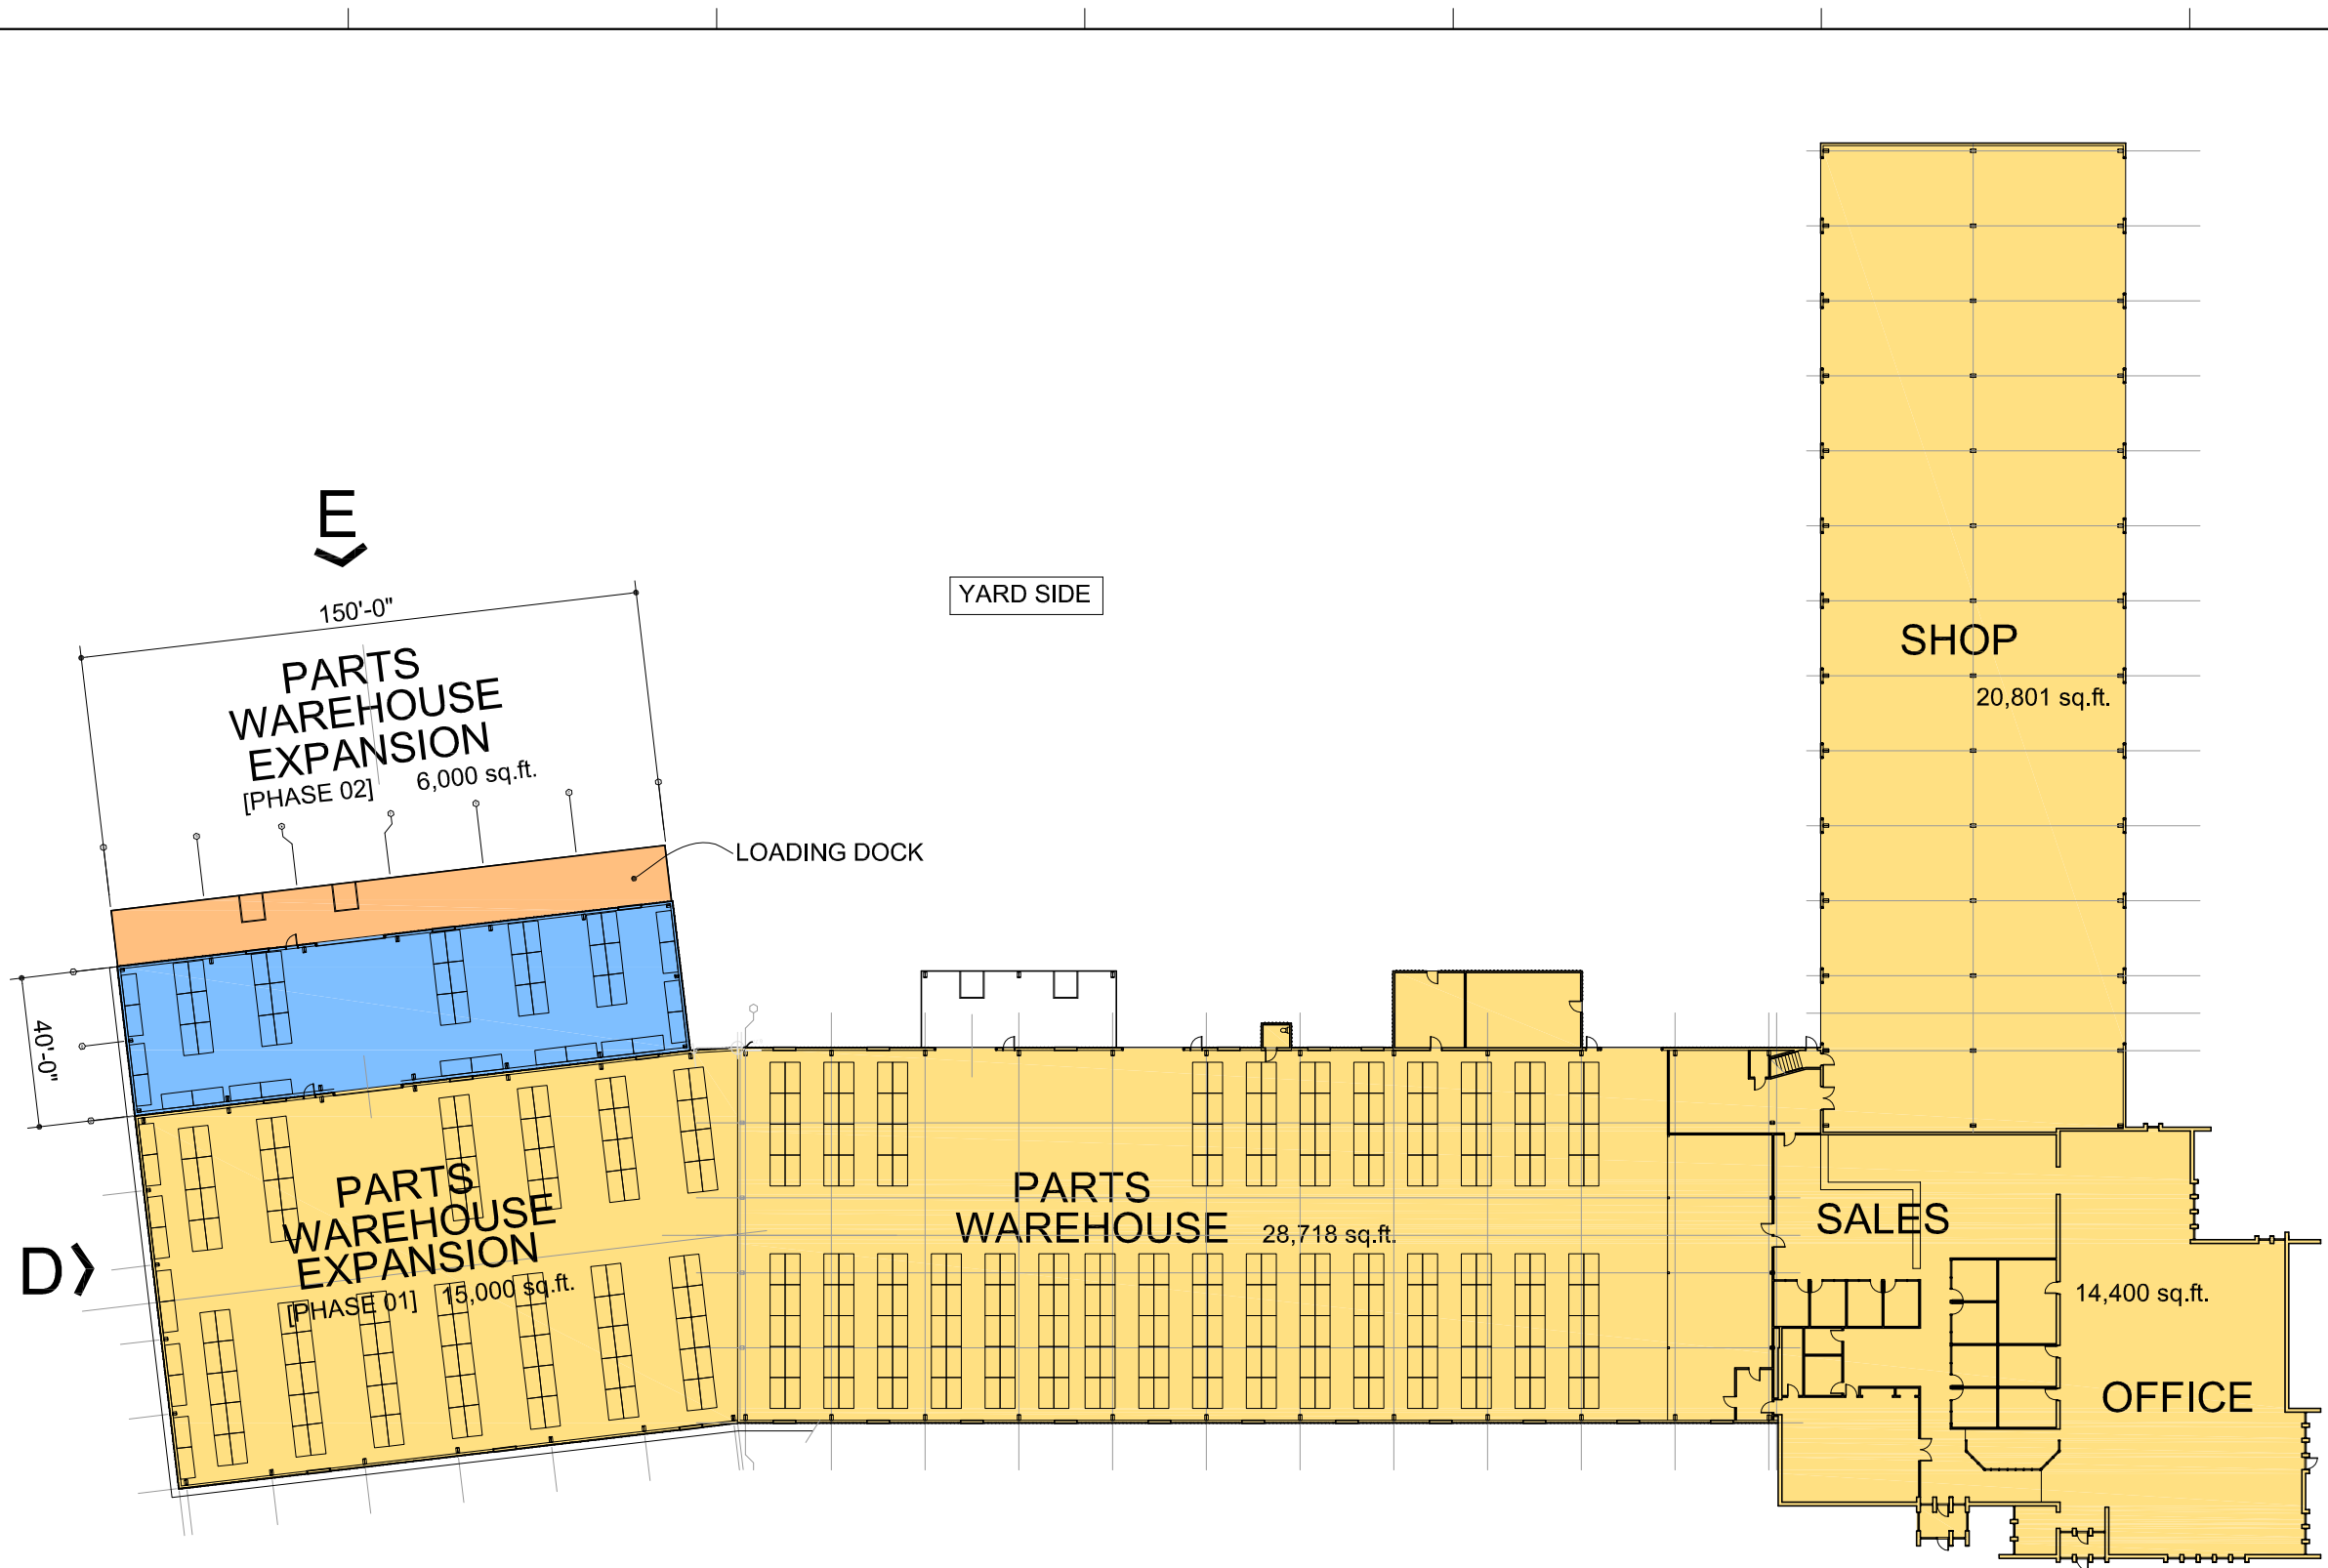 E
150'-0"
YARD SIDE
PARTS
WAREHOUSE
EXPANSION
[PHASE 02] 6,000 sq.ft.
SHOP
20,801 sq.ft.
LOADING DOCK
40'-0"
PARTS
WAREHOUSE
EXPANSION
[PHASE 01] 15,000 sq.ft.
D
PARTS
WAREHOUSE 28,718 sq.ft.
SALES
14,400 sq.ft.
OFFICE